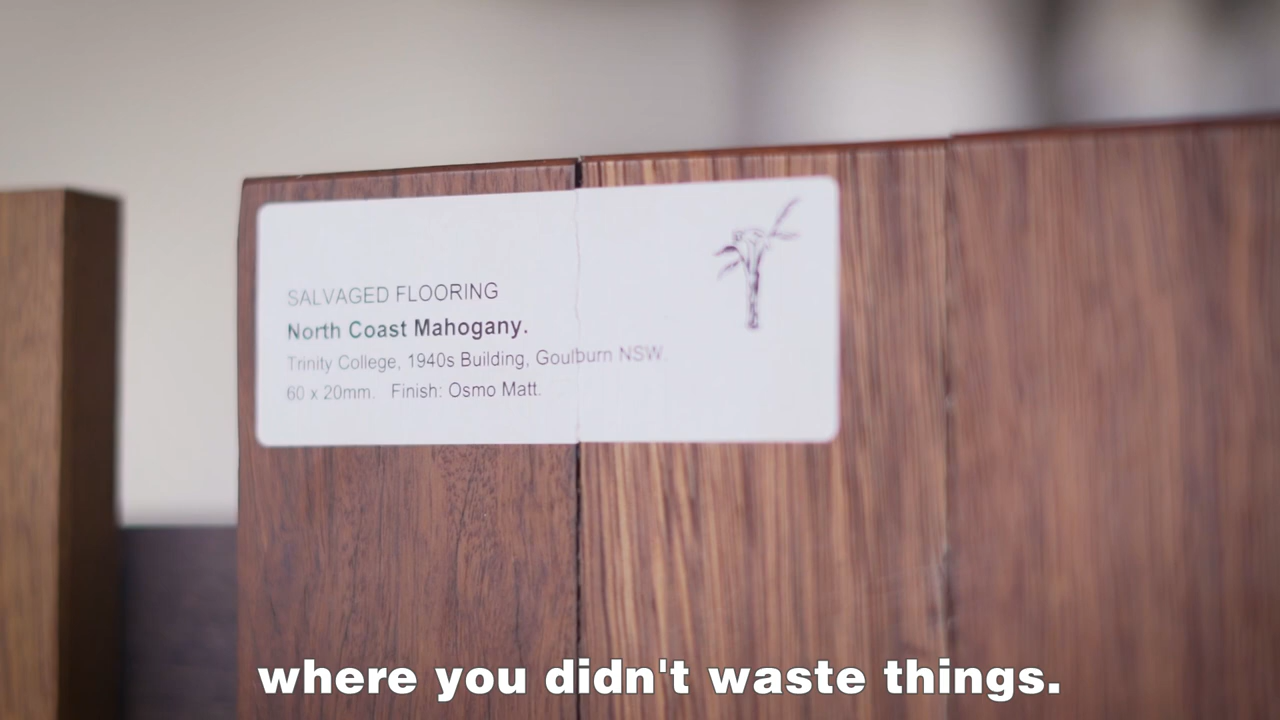 SALVAGED FLOORING
North Coast Mahogany.
Trinity College, 1940s Building, Goulburn NSW.
60 x 20mm. Finish: Osmo Matt.
where you didn't waste things.